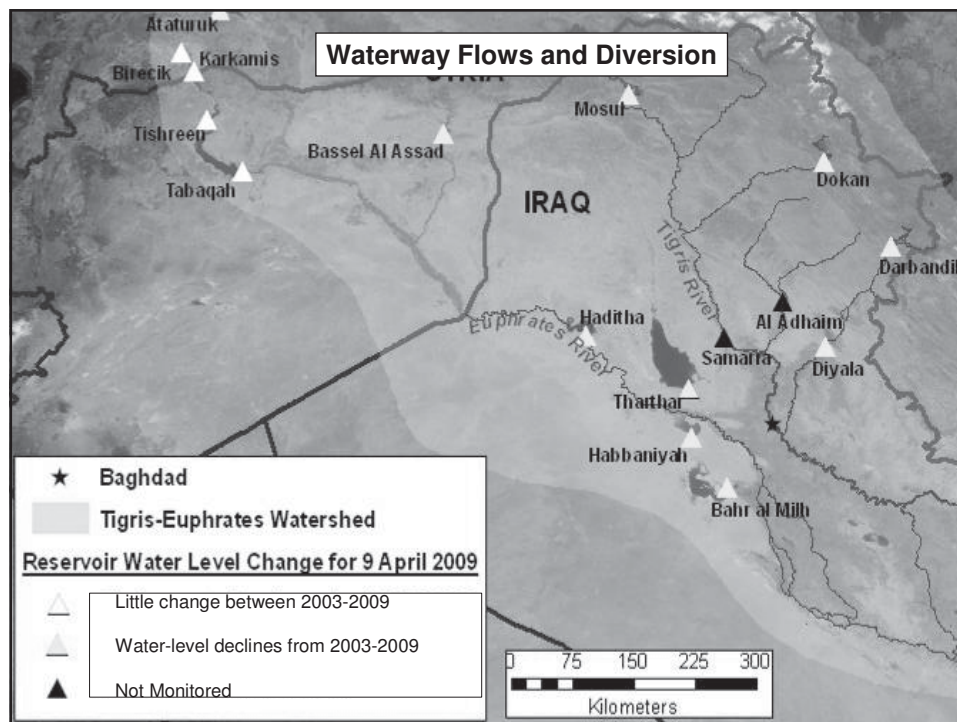 Ataturuk
Waterway Flows and Diversion
Karkamis
Birecik
SYRIA
Mosul
Tishreen
Bassel Al Assad
Dokan
Tabaqah
IRAQ
Darbandik
Tigris River
Al Adhaim
Haditha
Euphrates River
Samarra
Diyala
Tharthar
Habbaniyah
Bahr al Milh
Baghdad
Tigris-Euphrates Watershed
Reservoir Water Level Change for 9 April 2009
Little change between 2003-2009
Water-level declines from 2003-2009
Not Monitored
0 75 150 225 300
Kilometers